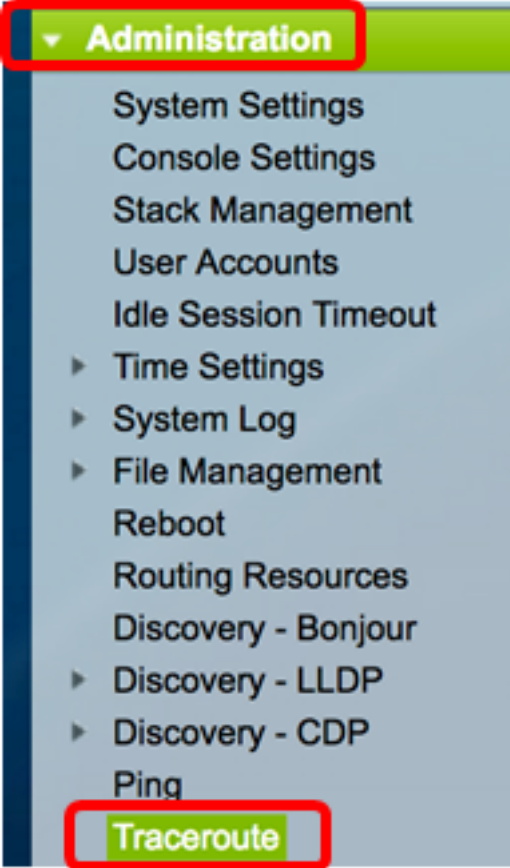 Administration
System Settings
Console Settings
Stack Management
User Accounts
Idle Session Timeout
Time Settings
System Log
File Management
Reboot
Routing Resources
Discovery - Bonjour
Discovery - LLDP
Discovery - CDP
Ping
Traceroute